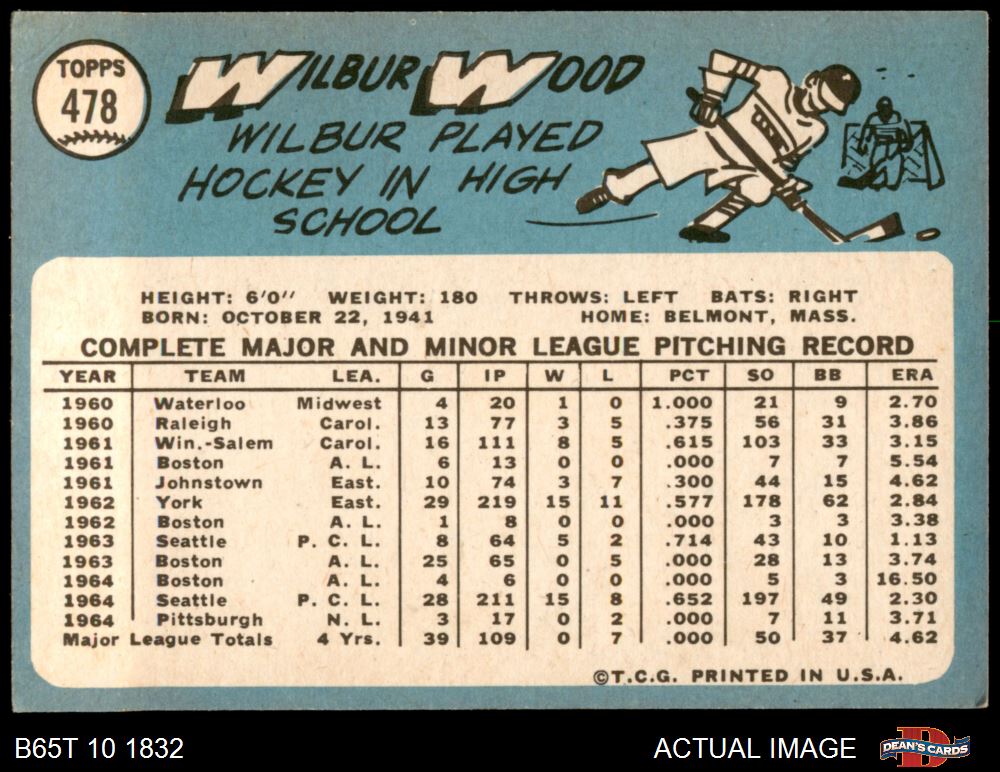 TOPPS
478
WILBUR WOOD
WILBUR PLAYED
HOCKEY IN HIGH
SCHOOL
HEIGHT: 6'0" WEIGHT: 180 THROWS: LEFT BATS: RIGHT
BORN: OCTOBER 22, 1941 HOME: BELMONT, MASS.
COMPLETE MAJOR AND MINOR LEAGUE PITCHING RECORD
YEAR TEAM LEA. G IP W L PCT SO BB ERA
1960 Waterloo Midwest 4 20 1 0 1.000 21 9 2.70
1960 Raleigh Carol. 13 77 3 5 .375 56 31 3.86
1961 Win.-Salem Carol. 16 111 8 5 .615 103 33 3.15
1961 Boston A. L. 6 13 0 0 .000 7 7 5.54
1961 Johnstown East. 10 74 3 7 .300 44 15 4.62
1962 York East. 29 219 15 11 .577 178 62 2.84
1962 Boston A. L. 1 8 0 0 .000 3 3 3.38
1963 Seattle P. C. L. 8 64 5 2 .714 43 10 1.13
1963 Boston A. L. 25 65 0 5 .000 28 13 3.74
1964 Boston A. L. 4 6 0 0 .000 5 3 16.50
1964 Seattle P. C. L. 28 211 15 8 .652 197 49 2.30
1964 Pittsburgh N. L. 3 17 0 2 .000 7 11 3.71
Major League Totals 4 Yrs. 39 109 0 7 .000 50 37 4.62
©T.C.G. PRINTED IN U.S.A.
B65T 10 1832 ACTUAL IMAGE DEAN'S CARDS